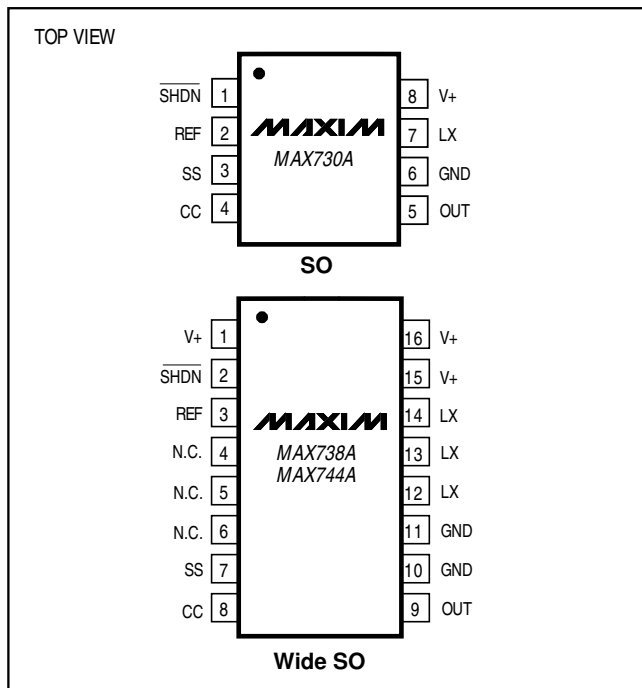 TOP VIEW
SHDN 1 8 V+
REF 2 MAXIM 7 LX
MAX730A
SS 3 6 GND
CC 4 5 OUT
SO
V+ 1 16 V+
SHDN 2 15 V+
REF 3 MAXIM 14 LX
N.C. 4 MAX738A 13 LX
MAX744A
N.C. 5 12 LX
N.C. 6 11 GND
SS 7 10 GND
CC 8 9 OUT
Wide SO